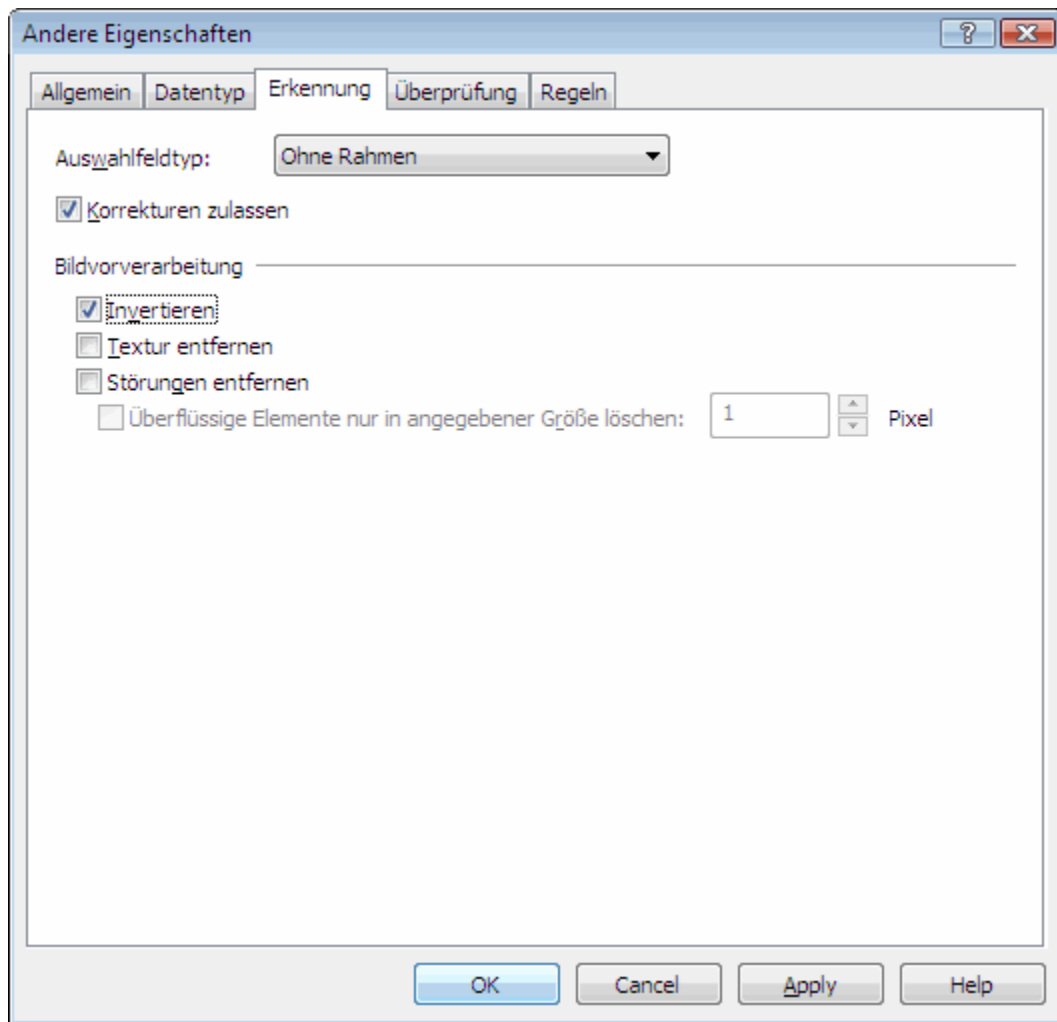 Andere Eigenschaften
Allgemein Datentyp Erkennung Überprüfung Regeln
Auswahlfeldtyp: Ohne Rahmen
Korrekturen zulassen
Bildvorverarbeitung
Invertieren
Textur entfernen
Störungen entfernen
Überflüssige Elemente nur in angegebener Größe löschen: 1 Pixel
OK Cancel Apply Help